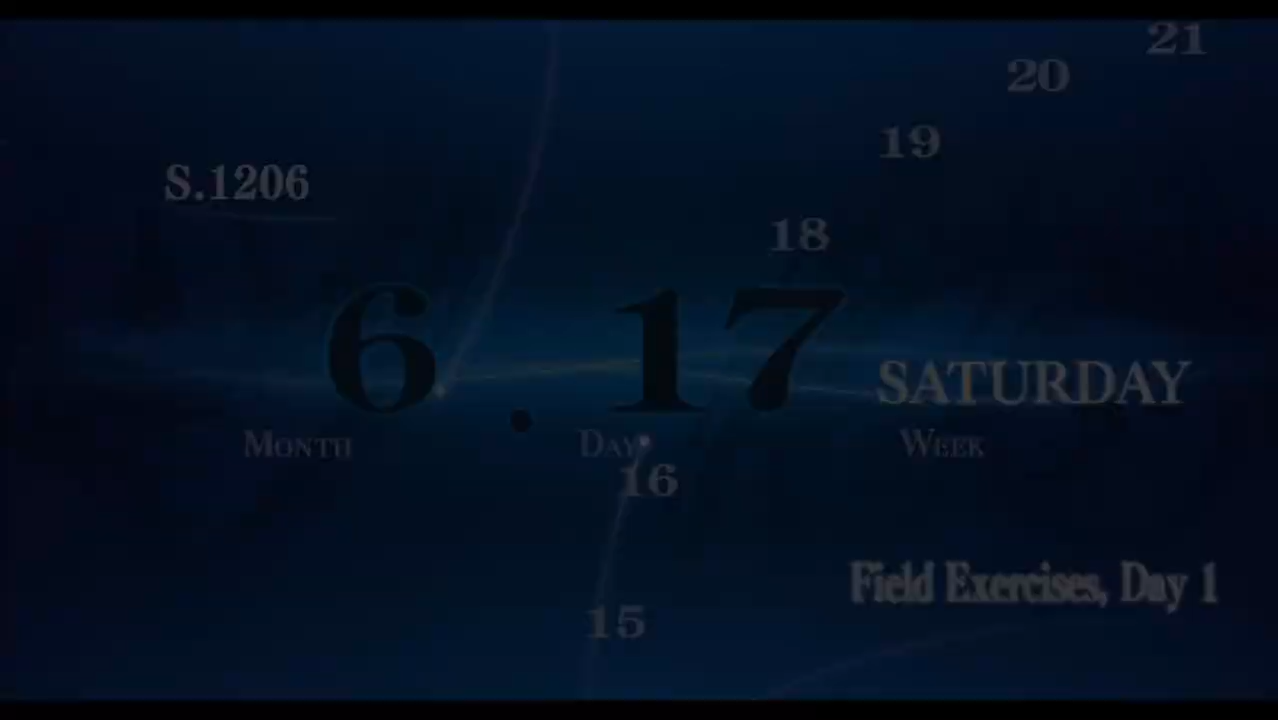 21
20
19
S.1206
18
6 . 17
SATURDAY
Month
Day
Week
16
Field Exercises, Day 1
15